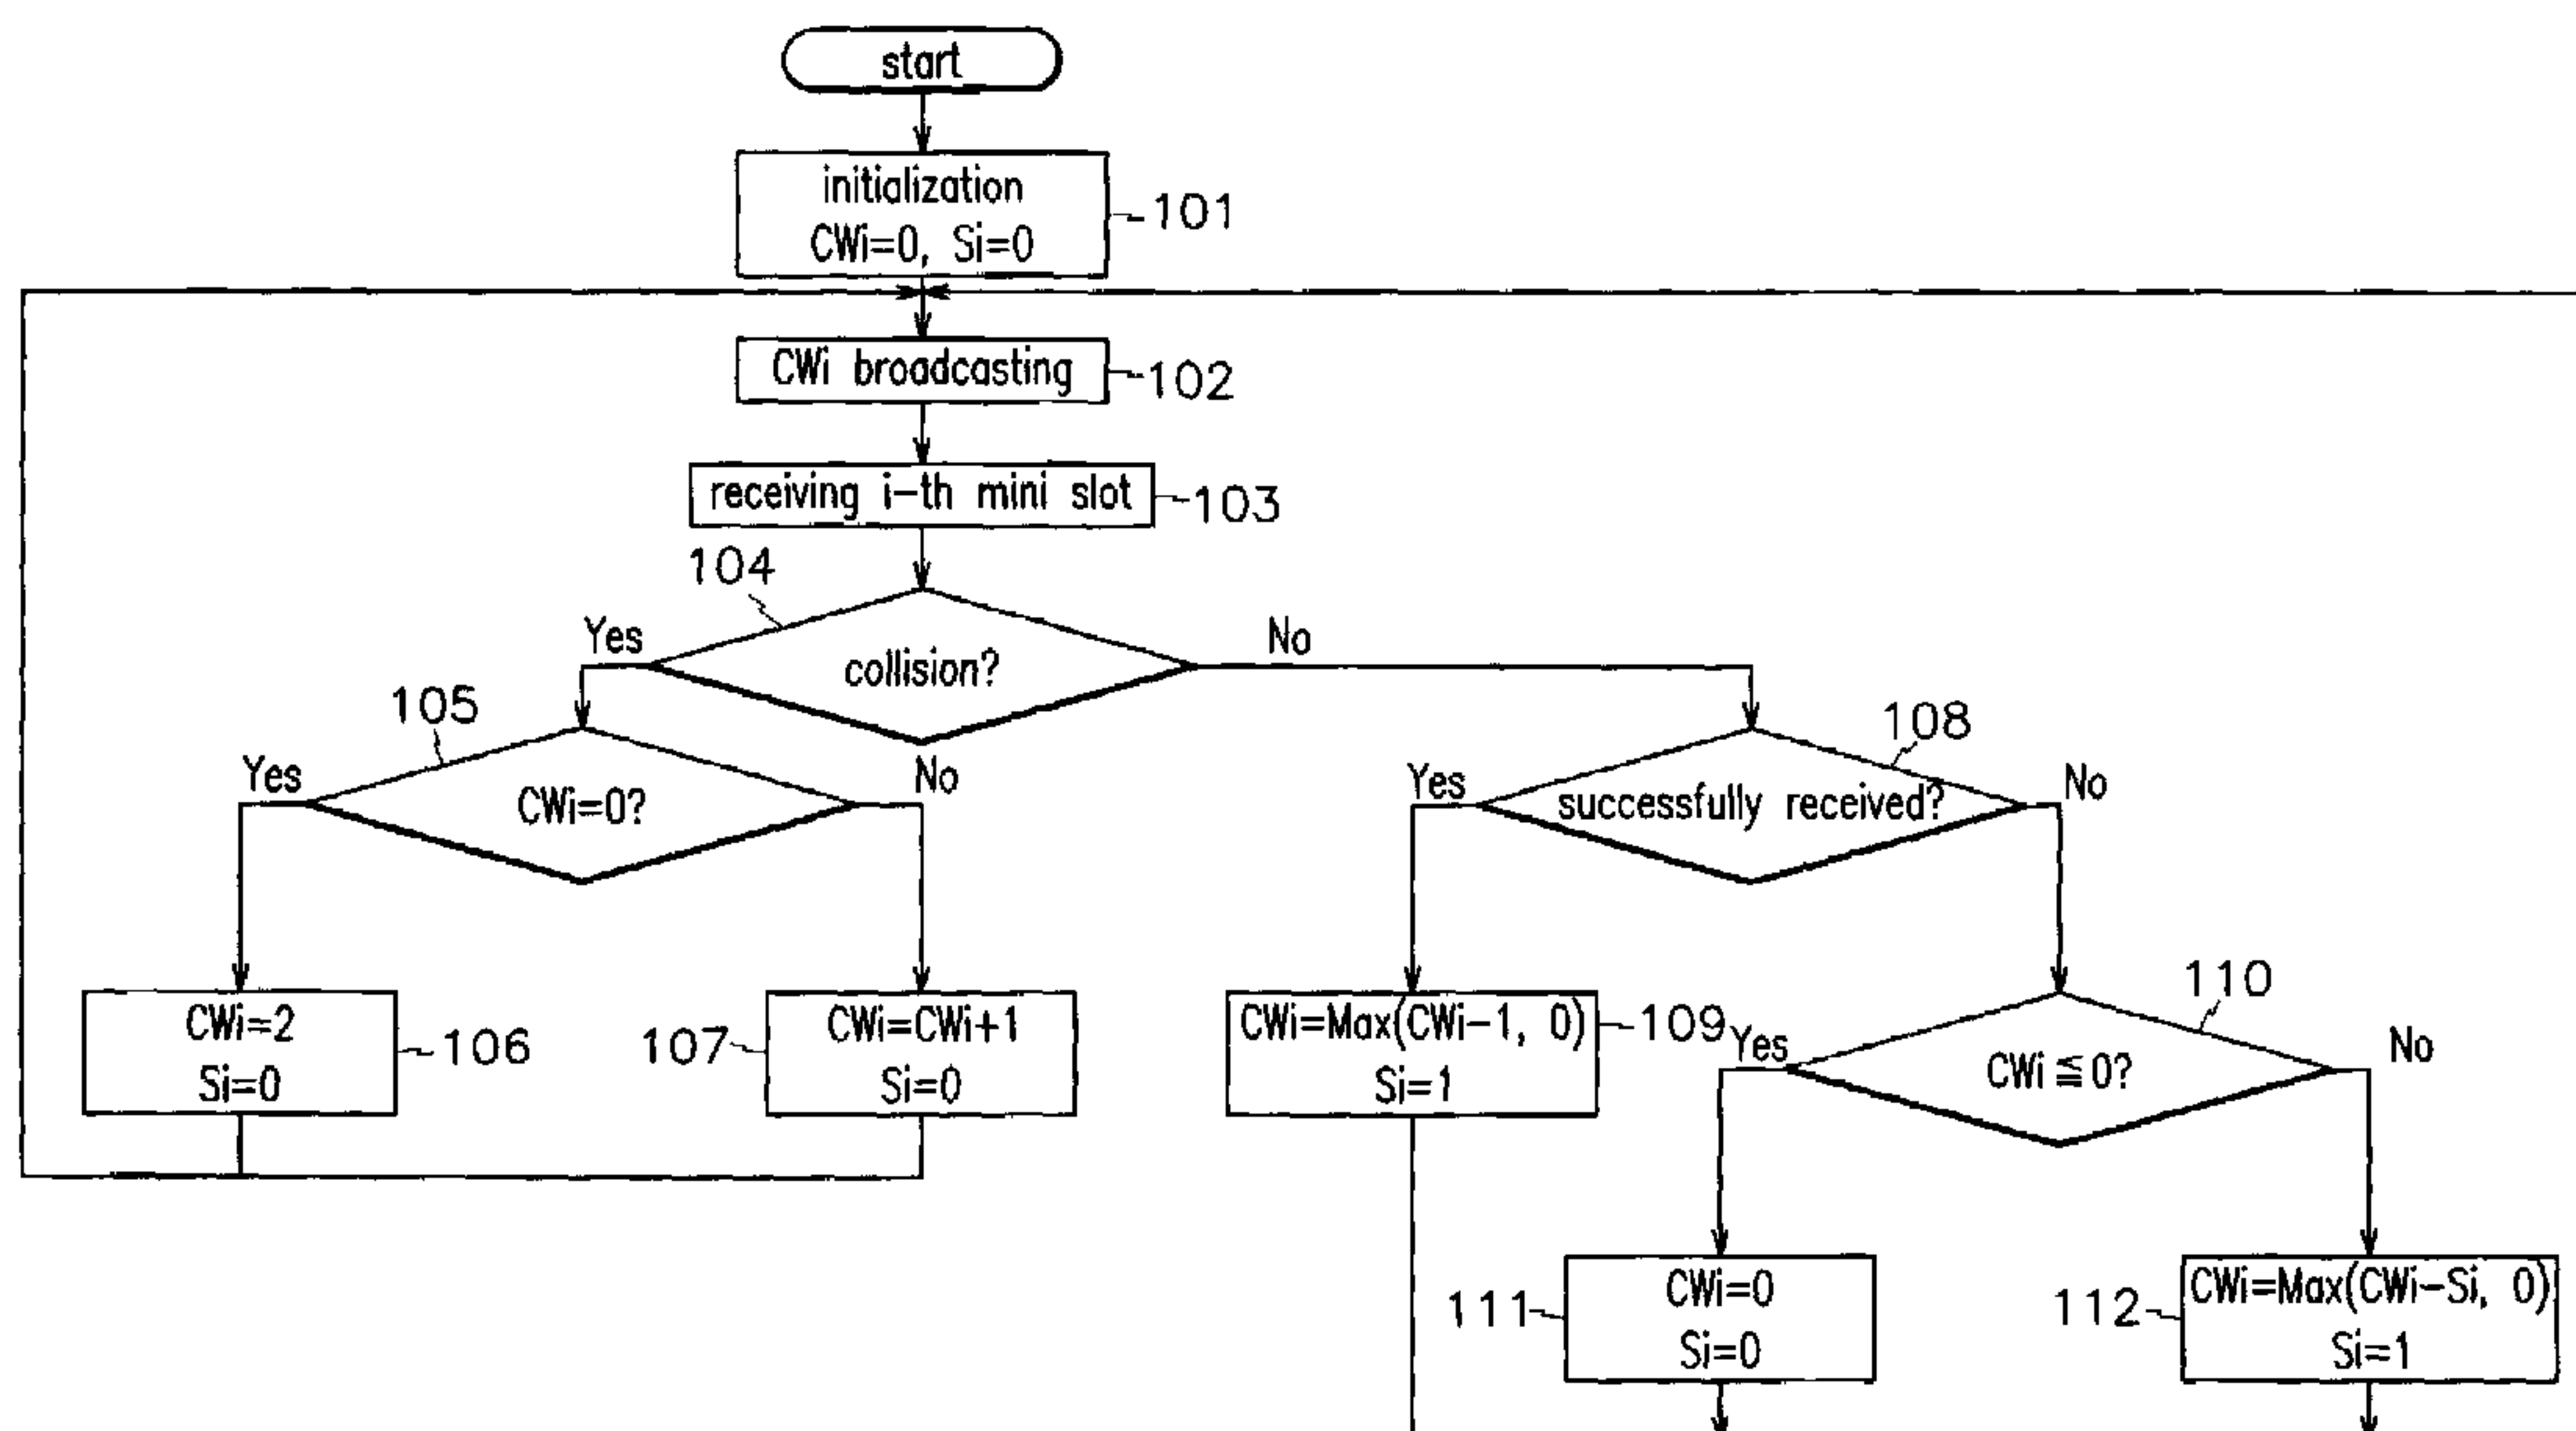 start
initialization
CWi=0, Si=0
101
CWi broadcasting
102
receiving i-th mini slot
103
104
Yes
collision?
No
105
Yes
CWi=0?
No
108
Yes
successfully received?
No
CWi=2
Si=0
106
107
CWi=CWi+1
Si=0
CWi=Max(CWi-1, 0)
Si=1
109
110
Yes
CWi≦0?
No
111
CWi=0
Si=0
112
CWi=Max(CWi-Si, 0)
Si=1